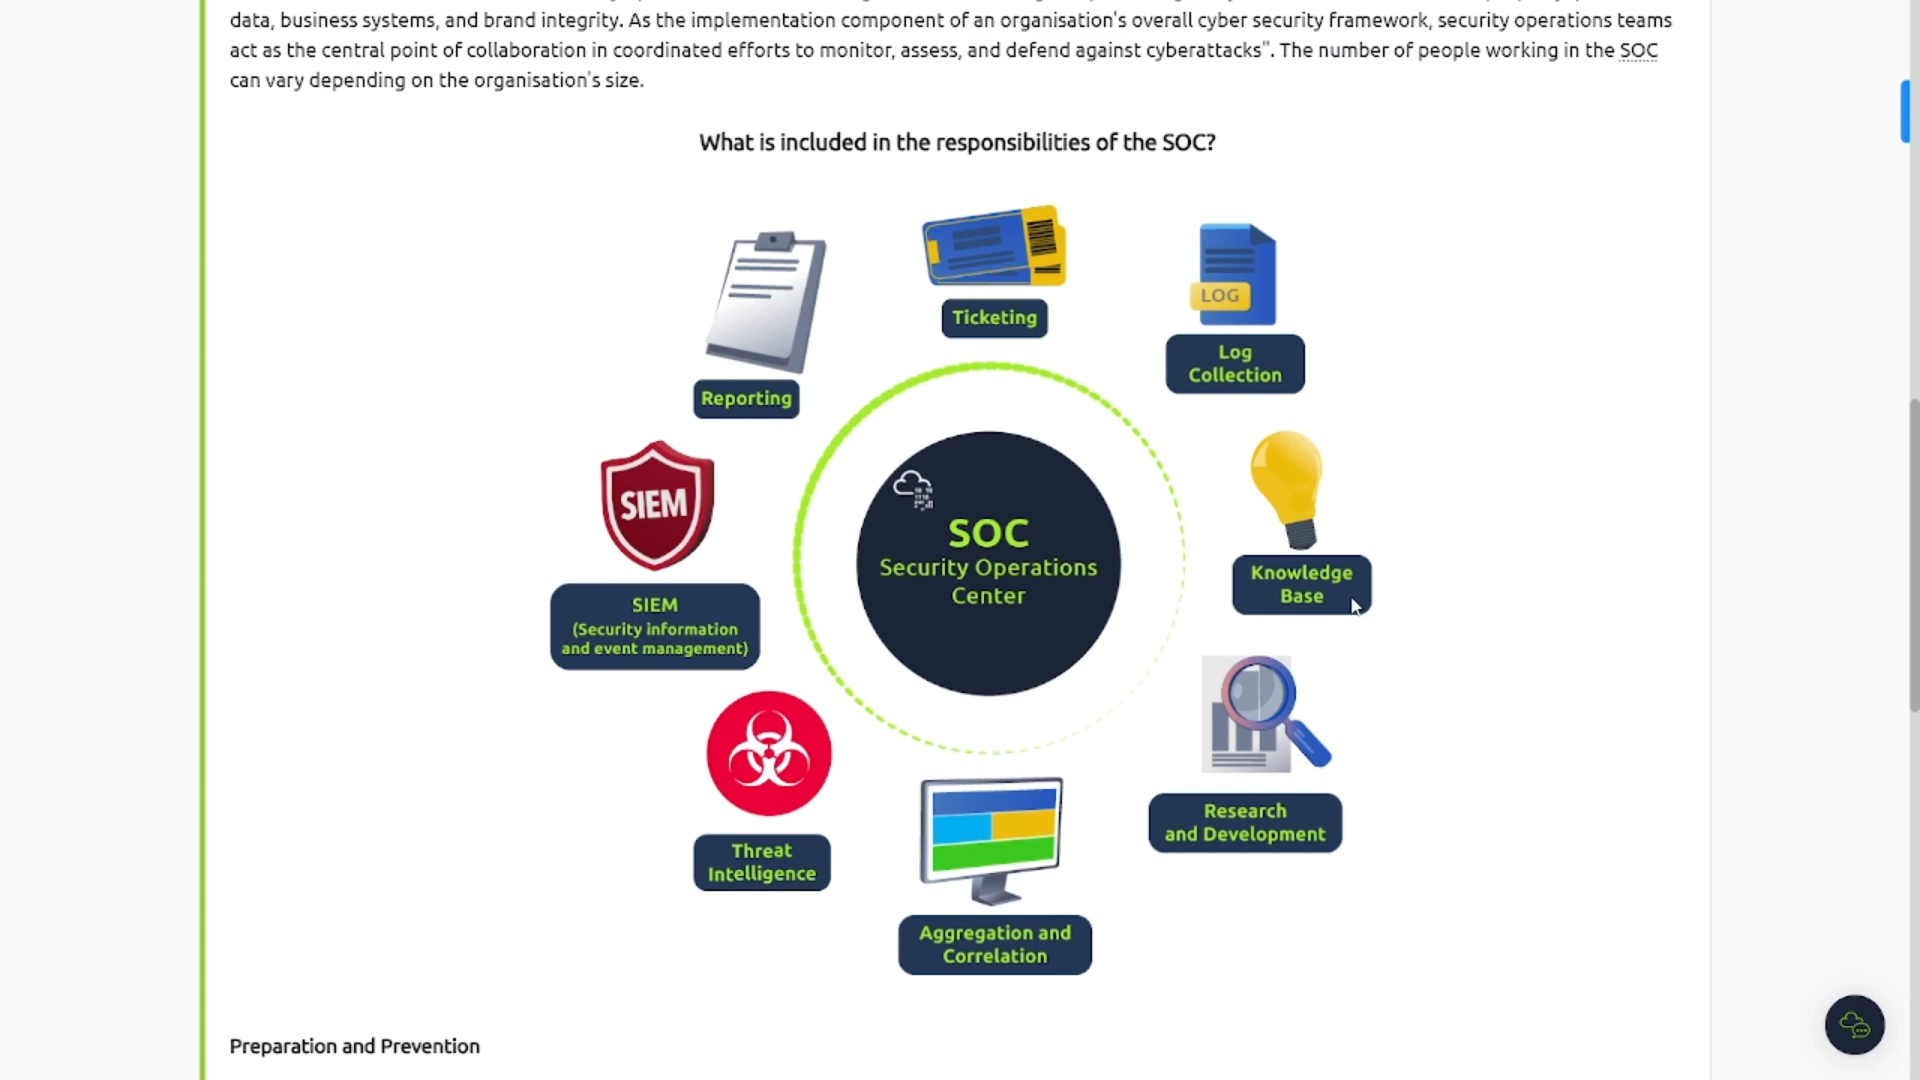 data, business systems, and brand integrity. As the implementation component of an organisation's overall cyber security framework, security operations teams
act as the central point of collaboration in coordinated efforts to monitor, assess, and defend against cyberattacks". The number of people working in the SOC
can vary depending on the organisation's size.
What is included in the responsibilities of the SOC?
Ticketing
LOG
Log
Collection
Reporting
SIEM
SOC
Security Operations
Center
Knowledge
Base
SIEM
(Security information
and event management)
Research
and Development
Threat
Intelligence
Aggregation and
Correlation
Preparation and Prevention